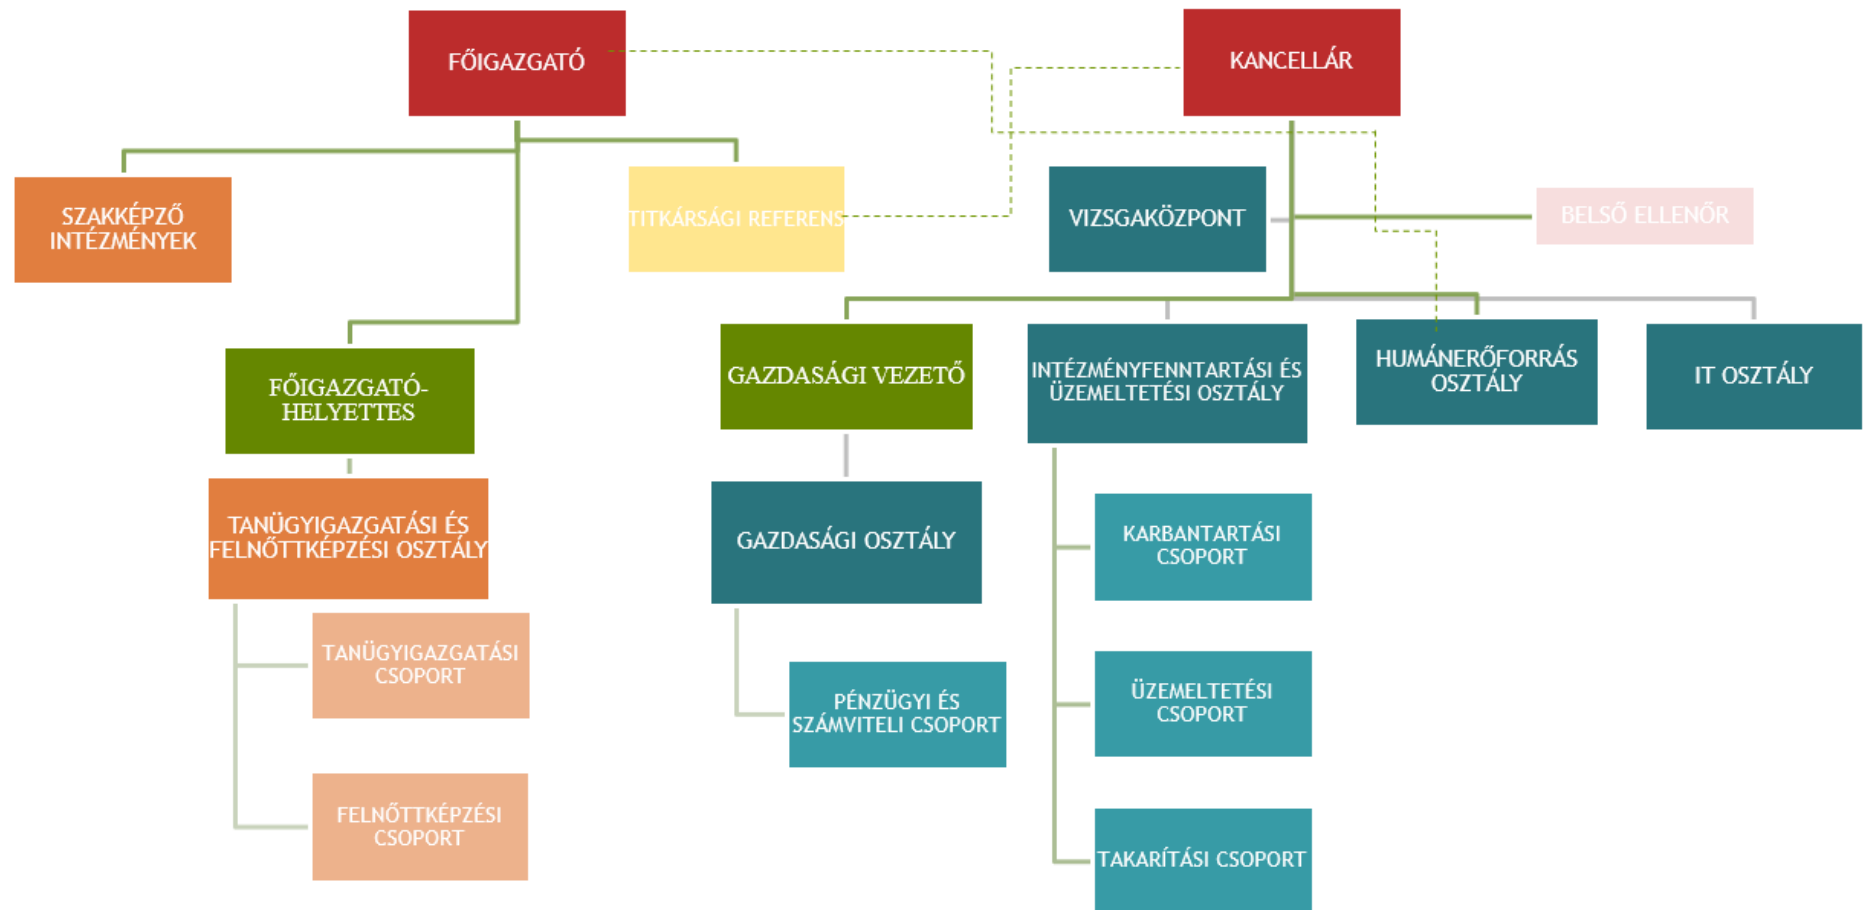 FŐIGAZGATÓ
KANCELLÁR
SZAKKÉPZŐ
INTÉZMÉNYEK
TITKÁRSÁGI REFERENS
VIZSGAKÖZPONT
BELSŐ ELLENŐR
FŐIGAZGATÓ-
HELYETTES
GAZDASÁGI VEZETŐ
INTÉZMÉNYFENNTARTÁSI ÉS
ÜZEMELTETÉSI OSZTÁLY
HUMÁNERŐFORRÁS
OSZTÁLY
IT OSZTÁLY
TANÜGYIGAZGATÁSI ÉS
FELNŐTTKÉPZÉSI OSZTÁLY
GAZDASÁGI OSZTÁLY
KARBANTARTÁSI
CSOPORT
TANÜGYIGAZGATÁSI
CSOPORT
PÉNZÜGYI ÉS
SZÁMVITELI CSOPORT
ÜZEMELTETÉSI
CSOPORT
FELNŐTTKÉPZÉSI
CSOPORT
TAKARÍTÁSI CSOPORT